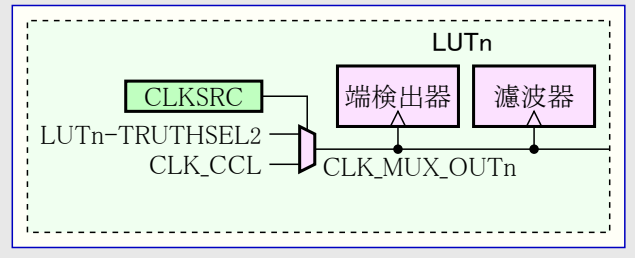 LUTn
CLKSRC
端検出器
濾波器
LUTn-TRUTHSEL2
CLK_CCL
CLK_MUX_OUTn